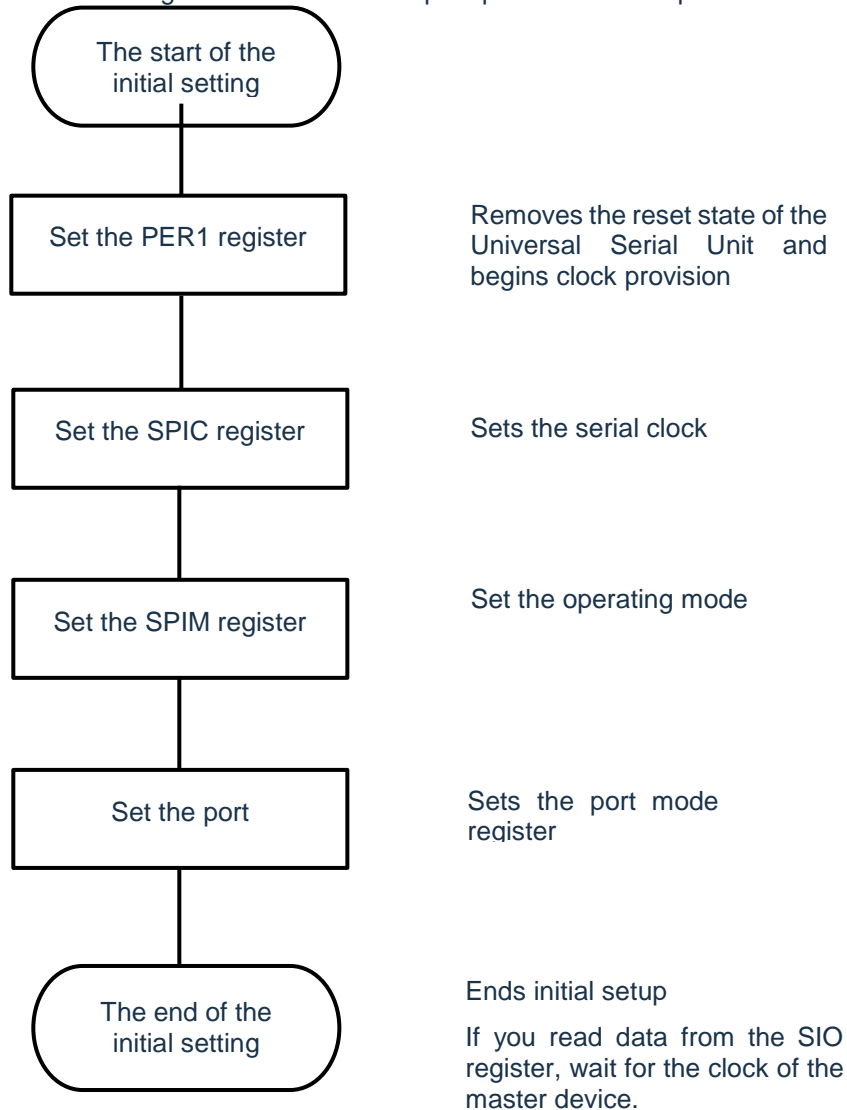 The start of the
initial setting
Set the PER1 register
Removes the reset state of the
Universal Serial Unit and
begins clock provision
Set the SPIC register
Sets the serial clock
Set the SPIM register
Set the operating mode
Set the port
Sets the port mode
register
The end of the
initial setting
Ends initial setup
If you read data from the SIO
register, wait for the clock of the
master device.